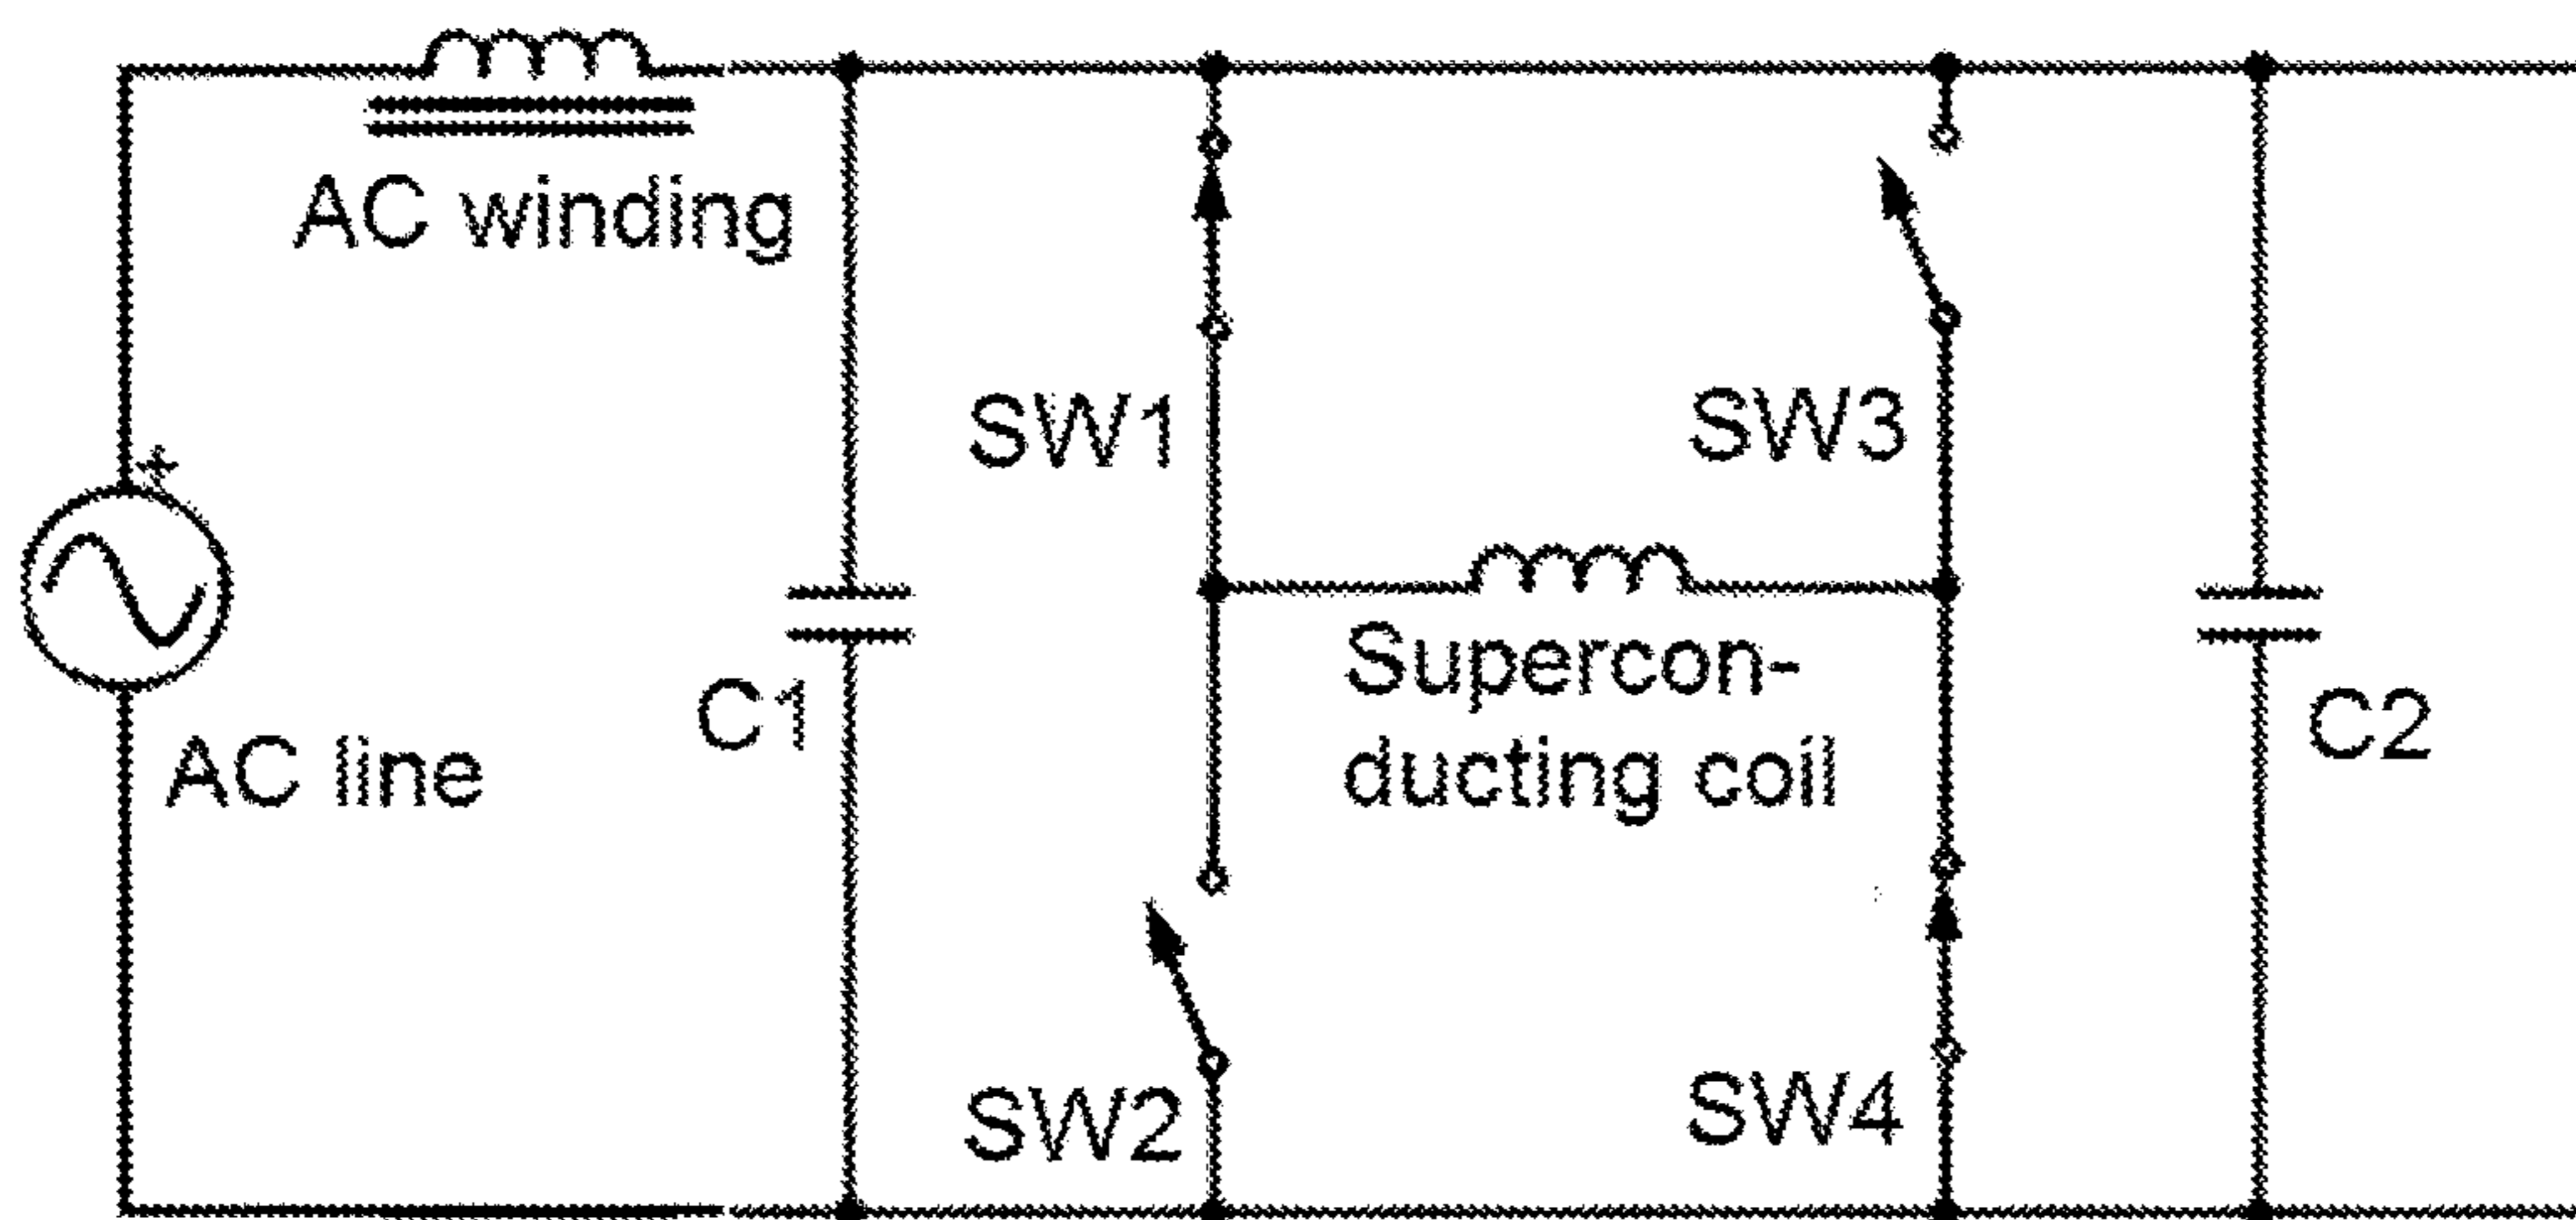 AC winding
SW1
SW3
+
Supercon-
ducting coil
C1
C2
AC line
SW2
SW4